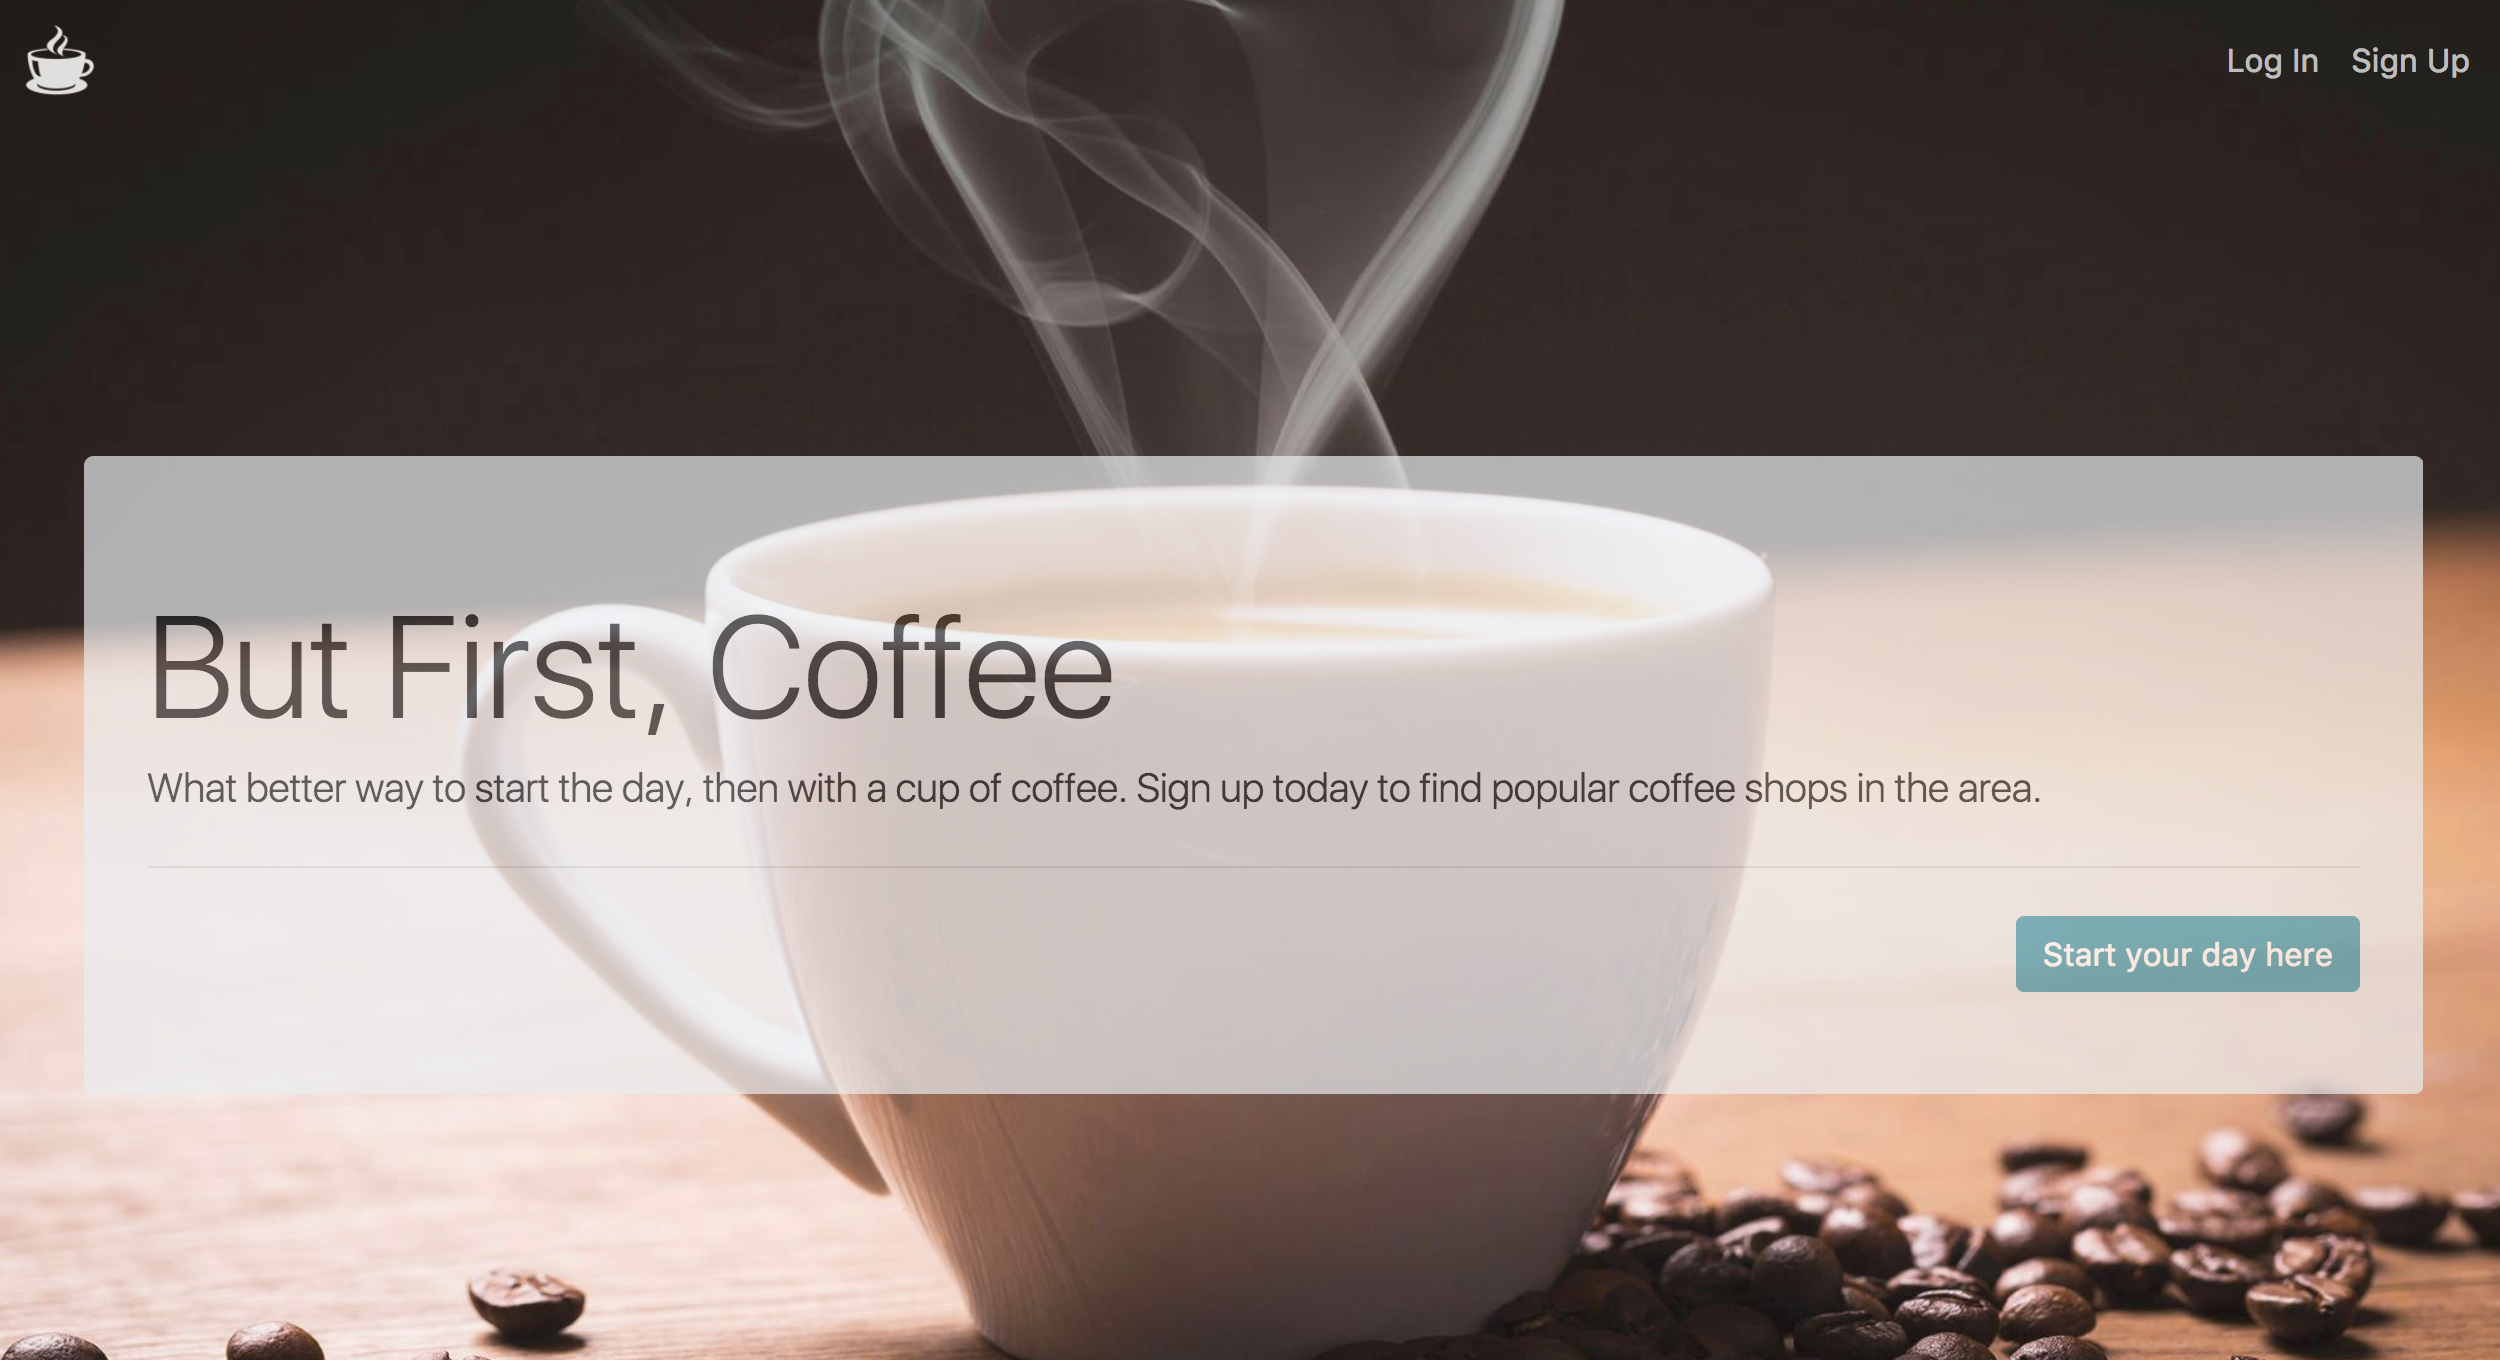 Log In Sign Up
But First, Coffee
What better way to start the day, then with a cup of coffee. Sign up today to find popular coffee shops in the area.
Start your day here